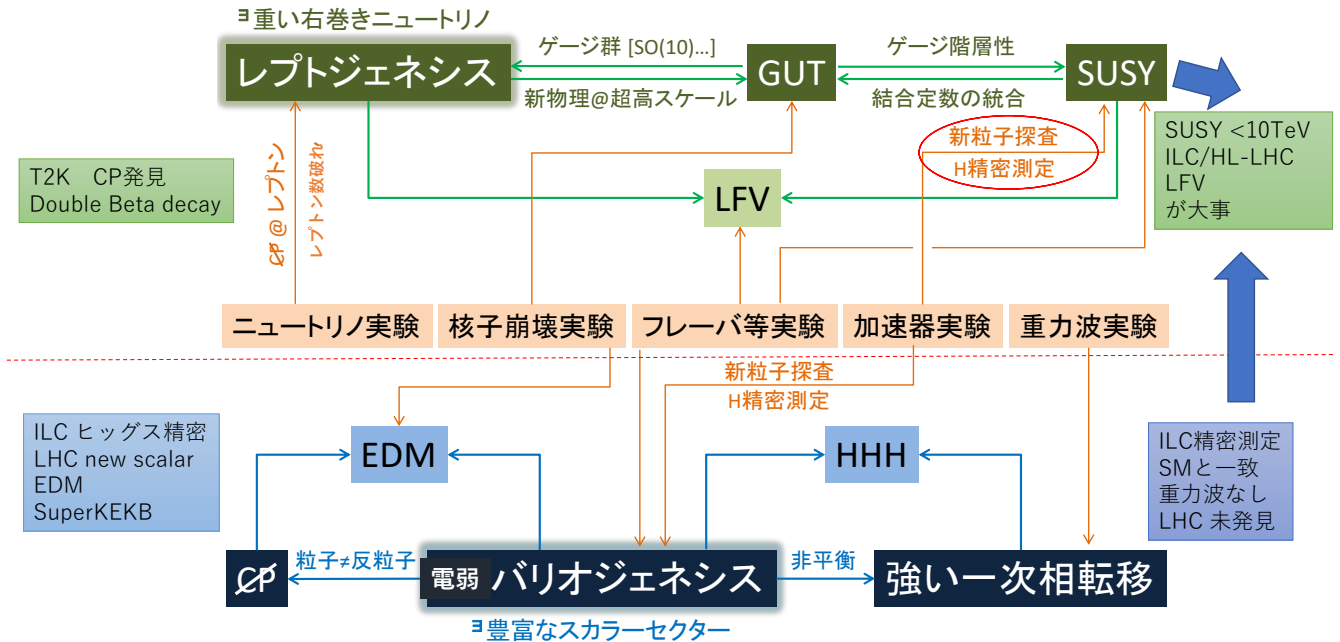 ∃重い右巻きニュートリノ
レプトジェネシス
ゲージ群 [SO(10)...]
新物理@超高スケール
GUT
ゲージ階層性
結合定数の統合
SUSY
新粒子探査
H精密測定
SUSY <10TeV
ILC/HL-LHC
LFV
が大事
T2K CP発見
Double Beta decay
CP @ レプトン
レプトン数破れ
LFV
ニュートリノ実験
核子崩壊実験
フレーバ等実験
加速器実験
重力波実験
新粒子探査
H精密測定
ILC ヒッグス精密
LHC new scalar
EDM
SuperKEKB
EDM
HHH
ILC精密測定
SMと一致
重力波なし
LHC 未発見
CP
粒子≠反粒子
電弱 バリオジェネシス
非平衡
強い一次相転移
∃豊富なスカラーセクター